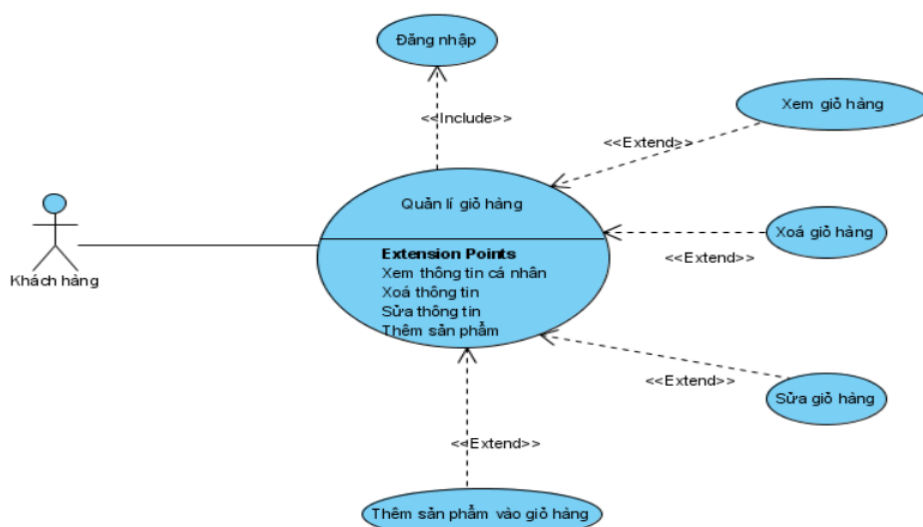 Đăng nhập
<<Include>>
Xem giỏ hàng
<<Extend>>
Quản lí giỏ hàng
Xoá giỏ hàng
<<Extend>>
Extension Points
Xem thông tin cá nhân
Xoá thông tin
Sửa thông tin
Thêm sản phẩm
Khách hàng
<<Extend>>
Sửa giỏ hàng
<<Extend>>
Thêm sản phẩm vào giỏ hàng